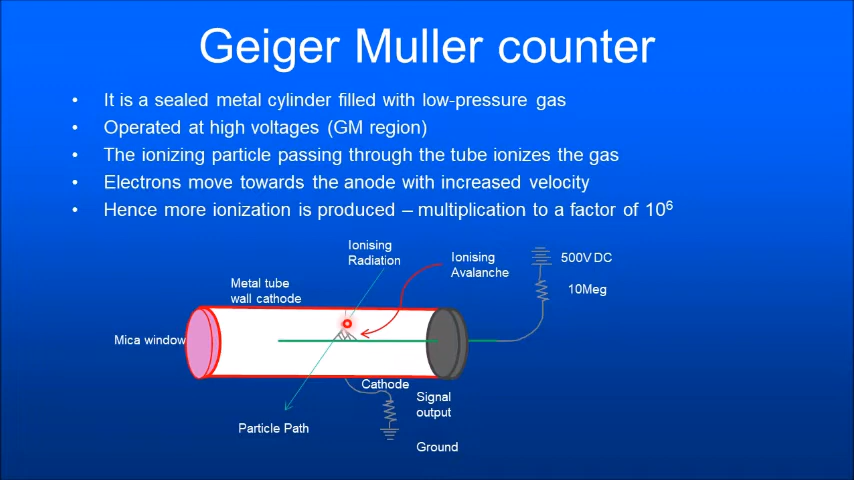 Geiger Muller counter
• It is a sealed metal cylinder filled with low-pressure gas
• Operated at high voltages (GM region)
• The ionizing particle passing through the tube ionizes the gas
• Electrons move towards the anode with increased velocity
• Hence more ionization is produced – multiplication to a factor of 10⁶
Ionising
Radiation
Ionising
Avalanche
500V DC
10Meg
Metal tube
wall cathode
Mica window
Cathode
Signal
output
Particle Path
Ground